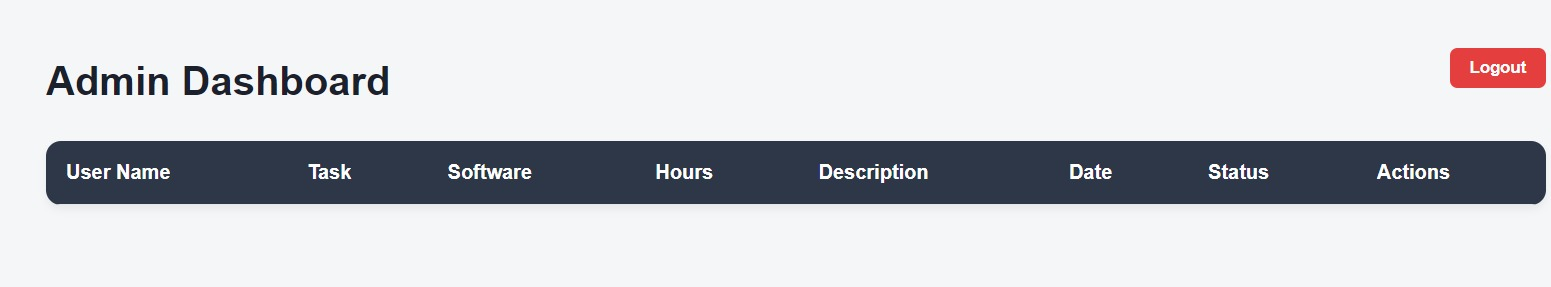 Admin Dashboard
Logout
User Name Task Software Hours Description Date Status Actions